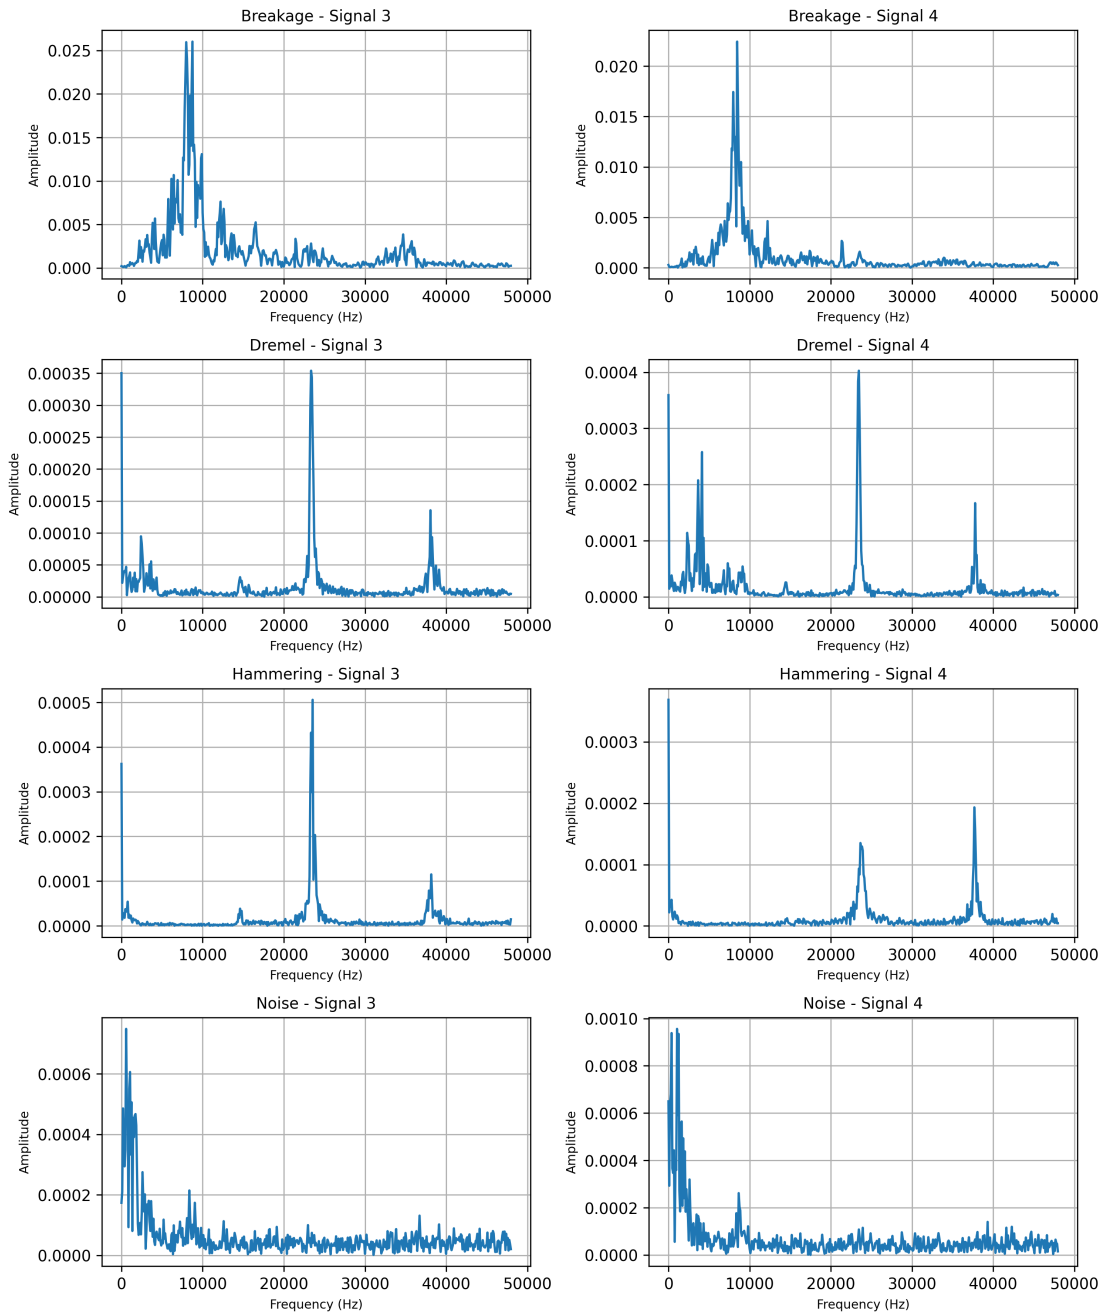 Breakage - Signal 3
Amplitude
0.025
0.020
0.015
0.010
0.005
0.000
0 10000 20000 30000 40000 50000
Frequency (Hz)
Breakage - Signal 4
Amplitude
0.020
0.015
0.010
0.005
0.000
0 10000 20000 30000 40000 50000
Frequency (Hz)
Dremel - Signal 3
Amplitude
0.00035
0.00030
0.00025
0.00020
0.00015
0.00010
0.00005
0.00000
0 10000 20000 30000 40000 50000
Frequency (Hz)
Dremel - Signal 4
Amplitude
0.0004
0.0003
0.0002
0.0001
0.0000
0 10000 20000 30000 40000 50000
Frequency (Hz)
Hammering - Signal 3
Amplitude
0.0005
0.0004
0.0003
0.0002
0.0001
0.0000
0 10000 20000 30000 40000 50000
Frequency (Hz)
Hammering - Signal 4
Amplitude
0.0003
0.0002
0.0001
0.0000
0 10000 20000 30000 40000 50000
Frequency (Hz)
Noise - Signal 3
Amplitude
0.0006
0.0004
0.0002
0.0000
0 10000 20000 30000 40000 50000
Frequency (Hz)
Noise - Signal 4
Amplitude
0.0010
0.0008
0.0006
0.0004
0.0002
0.0000
0 10000 20000 30000 40000 50000
Frequency (Hz)